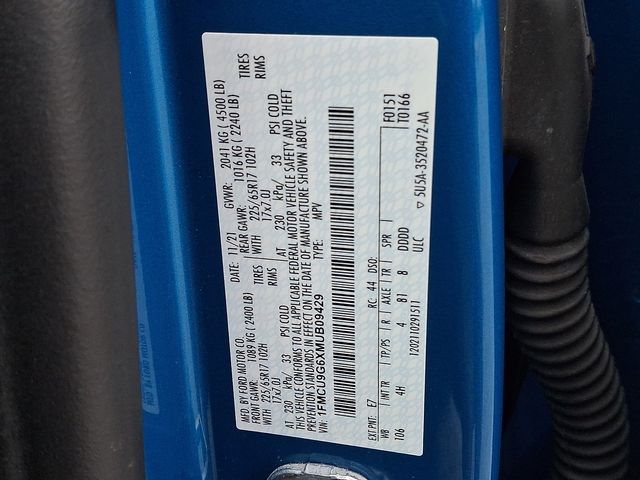 MFD. BY FORD MOTOR CO.
DATE: 11/21 GVWR: 2041 KG ( 4500 LB)
FRONT GAWR: 1089 KG ( 2400 LB) REAR GAWR: 1016 KG ( 2240 LB)
225/65R17 102H TIRES WITH 225/65R17 102H TIRES
17x7.0J RIMS 17x7.0J RIMS
AT 230 kPa/ 33 PSI COLD AT 230 kPa/ 33 PSI COLD
THIS VEHICLE CONFORMS TO ALL APPLICABLE FEDERAL MOTOR VEHICLE SAFETY AND THEFT
PREVENTION STANDARDS IN EFFECT ON THE DATE OF MANUFACTURE SHOWN ABOVE.
VIN: 1FMCU9G6XMUB09429 TYPE: MPV
EXT PNT: E7 RC: 44 DSO: F0151
WB INT TR TP/PS R AXLE TR SPR T0166
106 4H 4 B1 8 DDDD
ULC
1202110291511 ▽ 5U5A-3520472-AA